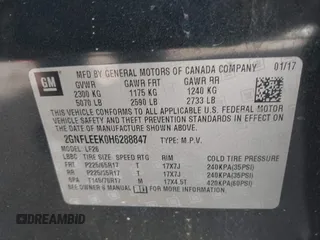 GM
MFD BY GENERAL MOTORS OF CANADA COMPANY
01/17
GVWR GAWR FRT GAWR RR
2300 KG 1175 KG 1240 KG
5070 LB 2590 LB 2733 LB
THIS VEHICLE CONFORMS TO ALL APPLICABLE U.S. FEDERAL MOTOR
VEHICLE SAFETY, BUMPER, AND THEFT PREVENTION STANDARDS
IN EFFECT ON THE DATE OF MANUFACTURE SHOWN ABOVE.
2GNFLEEK0H6288847 TYPE: M.P.V.
1LF26
TIRE SIZE SPEED RTG RIM COLD TIRE PRESSURE
FRT P225/65R17 T 17X7J 240KPA(35PSI)
RR P225/65R17 T 17X7J 240KPA(35PSI)
SPA T145/70R17 M 17X4.5T 420KPA(60PSI)
SEE OWNER & MANUAL
AUTOBIDMASTER